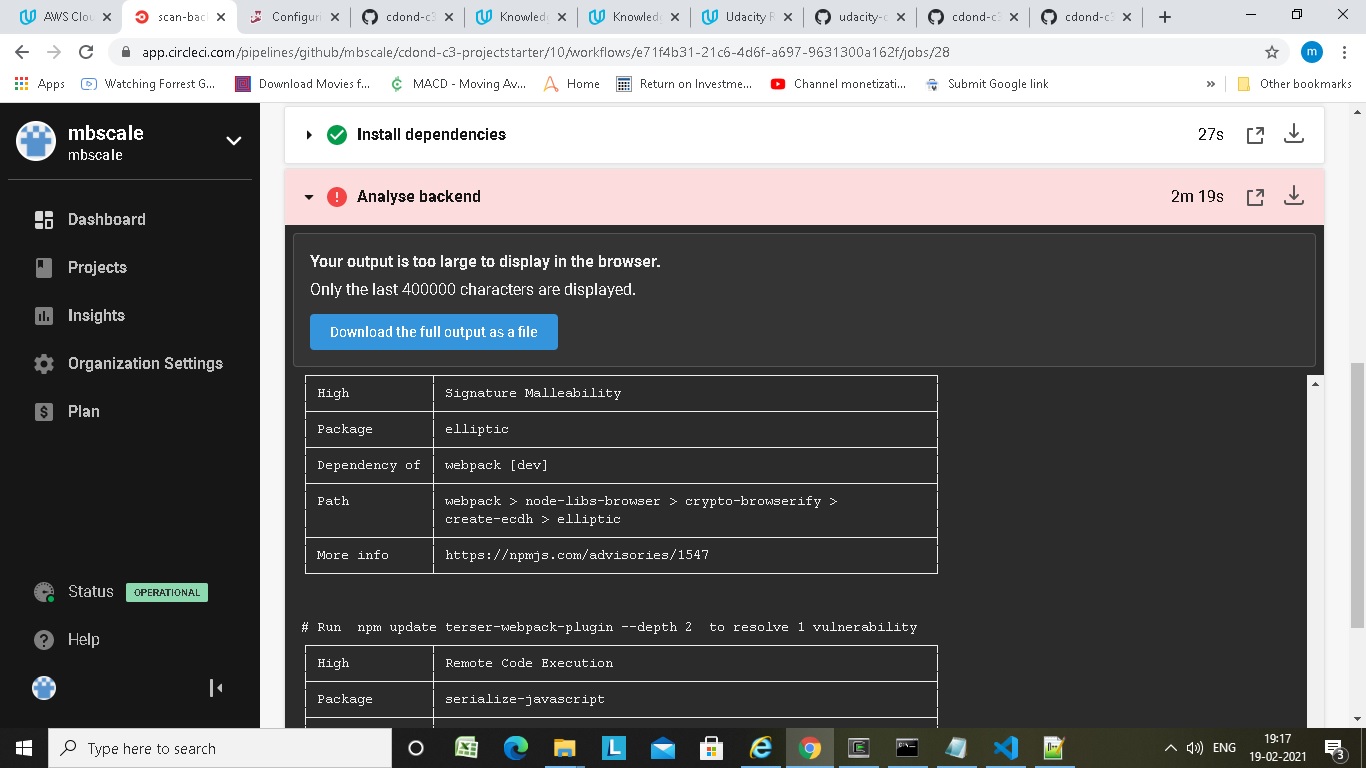 AWS Clou
scan-bac
Configuri
cdond-c3
Knowledg
Knowledg
Udacity R
udacity-c
cdond-c3
cdond-c3
app.circleci.com/pipelines/github/mbscale/cdond-c3-projectstarter/10/workflows/e71f4b31-21c6-4d6f-a697-9631300a162f/jobs/28
m
Apps
Watching Forrest G...
Download Movies f...
MACD - Moving Av...
Home
Return on Investme...
Channel monetizati...
Submit Google link
»
Other bookmarks
mbscale
mbscale
Dashboard
Projects
Insights
Organization Settings
Plan
Status OPERATIONAL
Help
Install dependencies 27s
Analyse backend 2m 19s
Your output is too large to display in the browser.
Only the last 400000 characters are displayed.
Download the full output as a file
High Signature Malleability
Package elliptic
Dependency of webpack [dev]
Path webpack > node-libs-browser > crypto-browserify >
create-ecdh > elliptic
More info https://npmjs.com/advisories/1547
# Run  npm update terser-webpack-plugin --depth 2  to resolve 1 vulnerability
High Remote Code Execution
Package serialize-javascript
Type here to search
L
ENG
19:17
19-02-2021
3